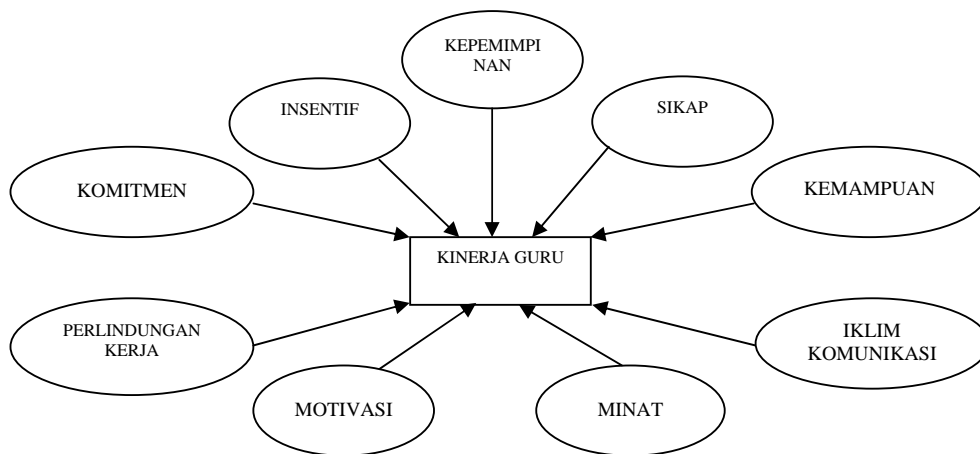 KEPEMIMPI
NAN
INSENTIF
SIKAP
KOMITMEN
KEMAMPUAN
KINERJA GURU
PERLINDUNGAN
KERJA
IKLIM
KOMUNIKASI
MOTIVASI
MINAT